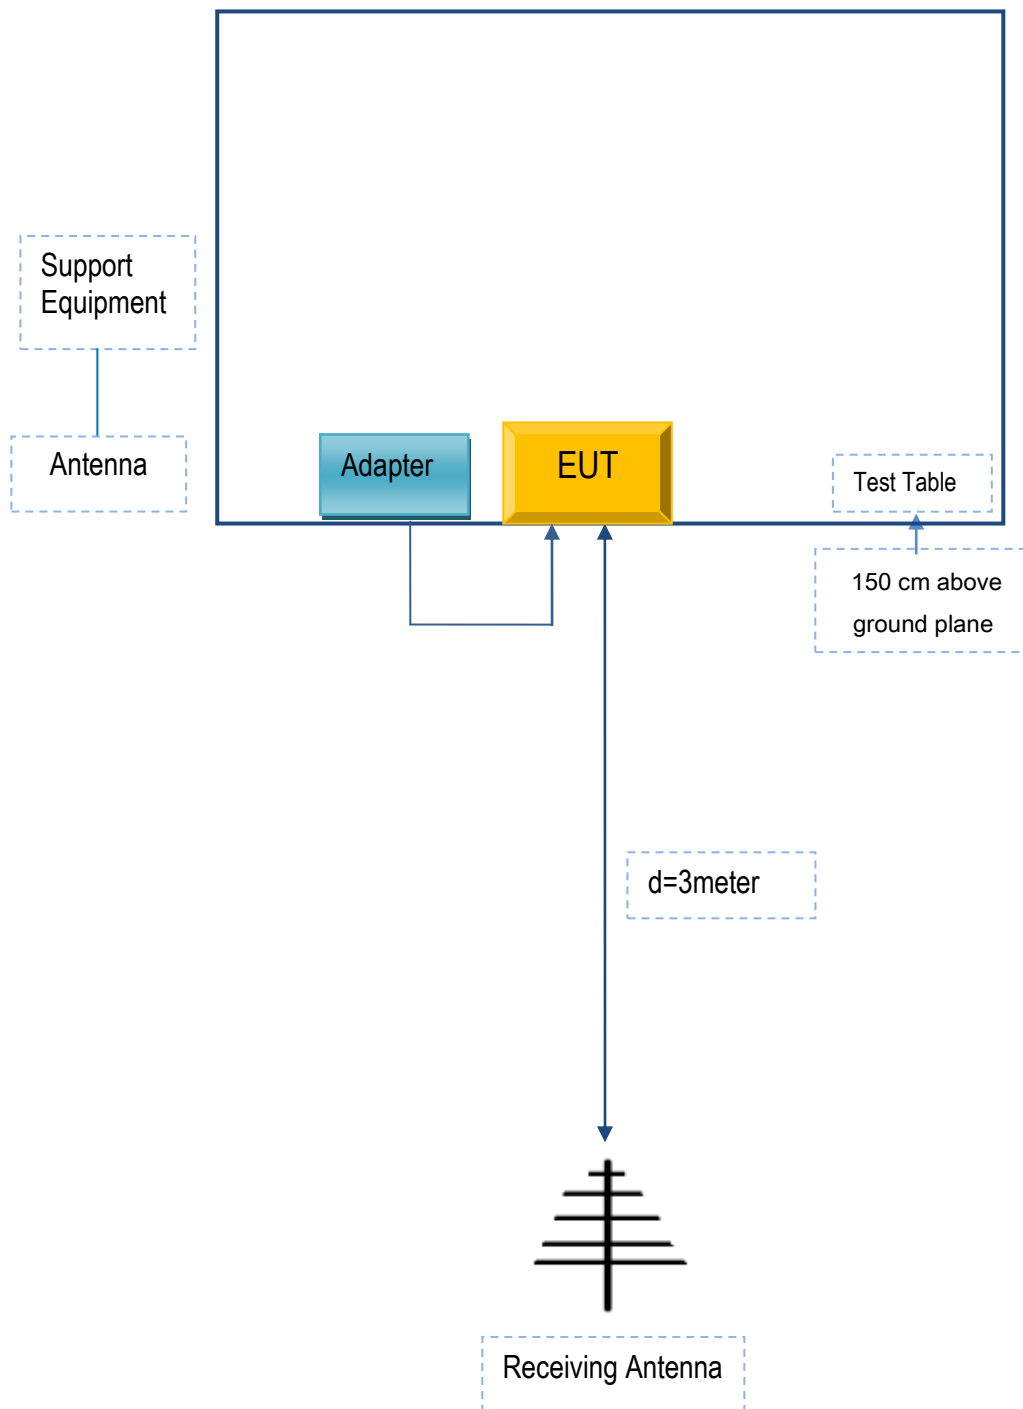 Support
Equipment
Antenna
Adapter
EUT
Test Table
150 cm above
ground plane
d=3meter
Receiving Antenna